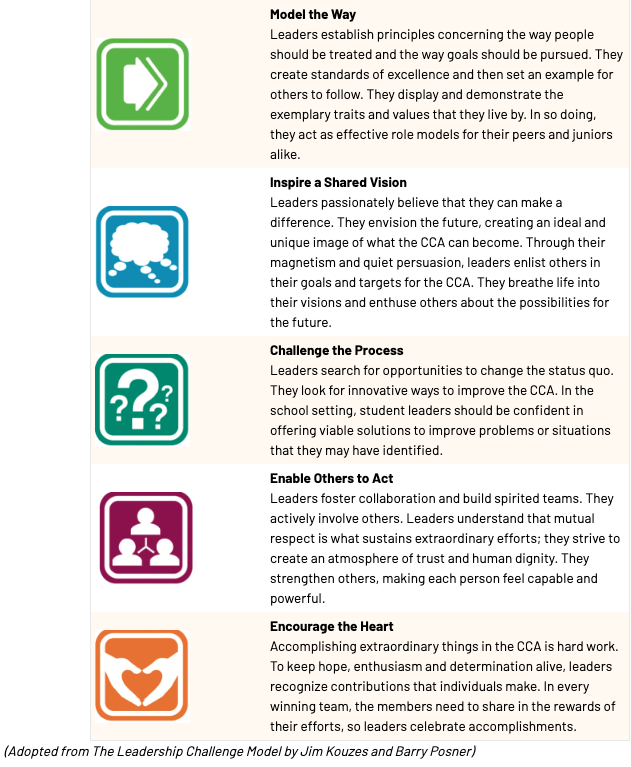 Model the Way
Leaders establish principles concerning the way people
should be treated and the way goals should be pursued. They
create standards of excellence and then set an example for
others to follow. They display and demonstrate the
exemplary traits and values that they live by. In so doing,
they act as effective role models for their peers and juniors
alike.
Inspire a Shared Vision
Leaders passionately believe that they can make a
difference. They envision the future, creating an ideal and
unique image of what the CCA can become. Through their
magnetism and quiet persuasion, leaders enlist others in
their goals and targets for the CCA. They breathe life into
their visions and enthuse others about the possibilities for
the future.
Challenge the Process
Leaders search for opportunities to change the status quo.
They look for innovative ways to improve the CCA. In the
school setting, student leaders should be confident in
offering viable solutions to improve problems or situations
that they may have identified.
Enable Others to Act
Leaders foster collaboration and build spirited teams. They
actively involve others. Leaders understand that mutual
respect is what sustains extraordinary efforts; they strive to
create an atmosphere of trust and human dignity. They
strengthen others, making each person feel capable and
powerful.
Encourage the Heart
Accomplishing extraordinary things in the CCA is hard work.
To keep hope, enthusiasm and determination alive, leaders
recognize contributions that individuals make. In every
winning team, the members need to share in the rewards of
their efforts, so leaders celebrate accomplishments.
(Adopted from The Leadership Challenge Model by Jim Kouzes and Barry Posner)